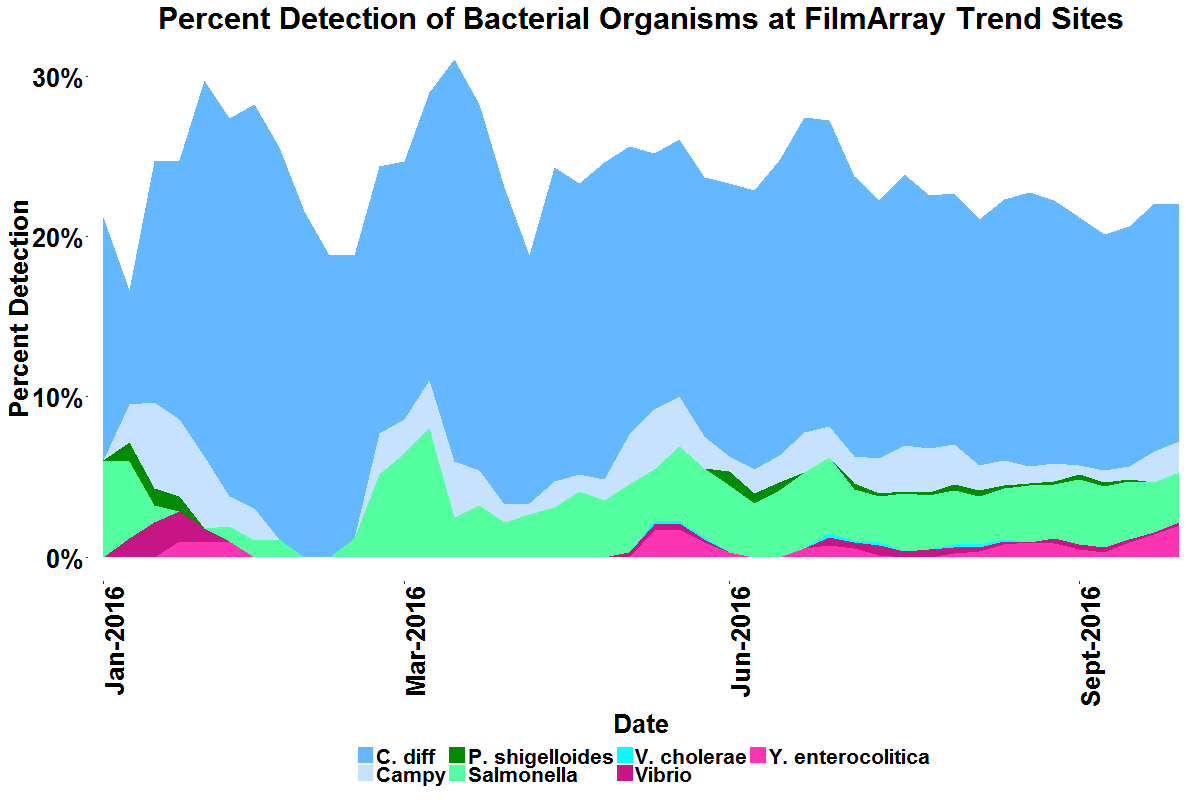 Percent Detection of Bacterial Organisms at FilmArray Trend Sites
Percent Detection
30%
20%
10%
0%
Jan-2016
Mar-2016
Jun-2016
Sept-2016
Date
C. diff P. shigelloides V. cholerae Y. enterocolitica
Campy Salmonella Vibrio